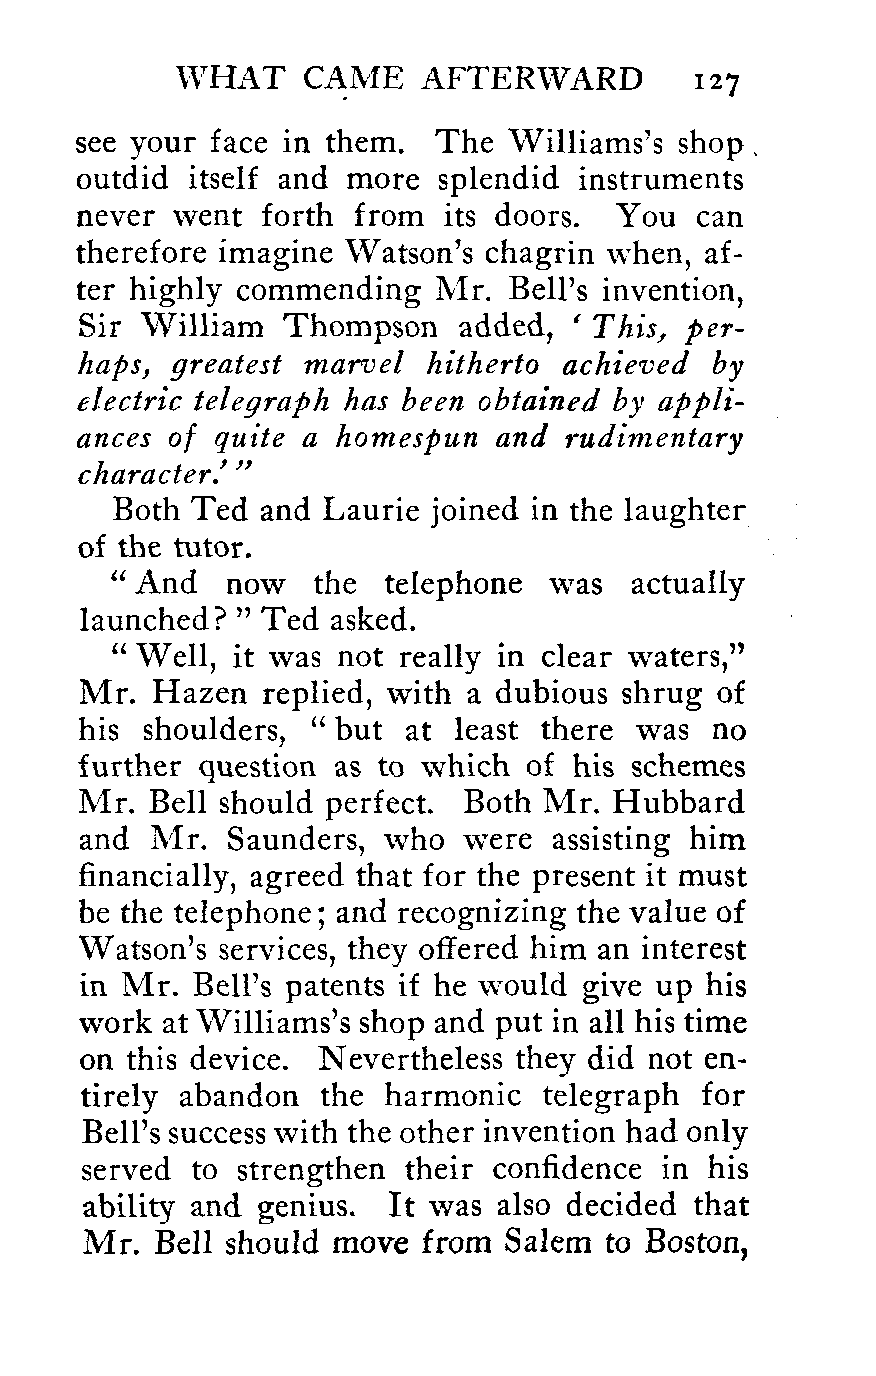 WHAT CAME AFTERWARD 127
see your face in them. The Williams's shop
outdid itself and more splendid instruments
never went forth from its doors. You can
therefore imagine Watson's chagrin when, af-
ter highly commending Mr. Bell's invention,
Sir William Thompson added, ‘ This, per-
haps, greatest marvel hitherto achieved by
electric telegraph has been obtained by appli-
ances of quite a homespun and rudimentary
character.’ ”
Both Ted and Laurie joined in the laughter
of the tutor.
“ And now the telephone was actually
launched? ” Ted asked.
“ Well, it was not really in clear waters,”
Mr. Hazen replied, with a dubious shrug of
his shoulders, “ but at least there was no
further question as to which of his schemes
Mr. Bell should perfect. Both Mr. Hubbard
and Mr. Saunders, who were assisting him
financially, agreed that for the present it must
be the telephone; and recognizing the value of
Watson's services, they offered him an interest
in Mr. Bell's patents if he would give up his
work at Williams's shop and put in all his time
on this device. Nevertheless they did not en-
tirely abandon the harmonic telegraph for
Bell's success with the other invention had only
served to strengthen their confidence in his
ability and genius. It was also decided that
Mr. Bell should move from Salem to Boston,